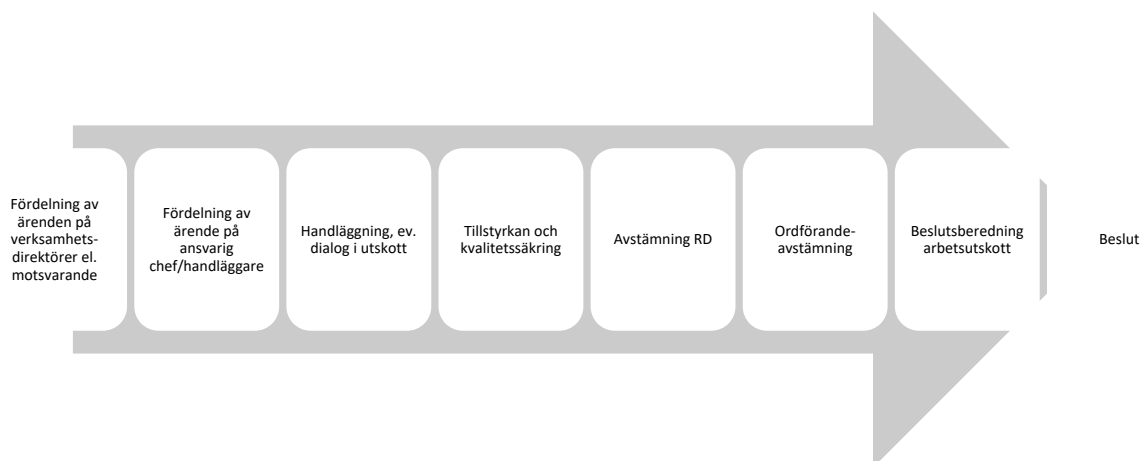 Fördelning av
ärenden på
verksamhets-
direktörer el.
motsvarande
Fördelning av
ärende på
ansvarig
chef/handläggare
Handläggning, ev.
dialog i utskott
Tillstyrkan och
kvalitetssäkring
Avstämning RD
Ordförande-
avstämning
Beslutsberedning
arbetsutskott
Beslut